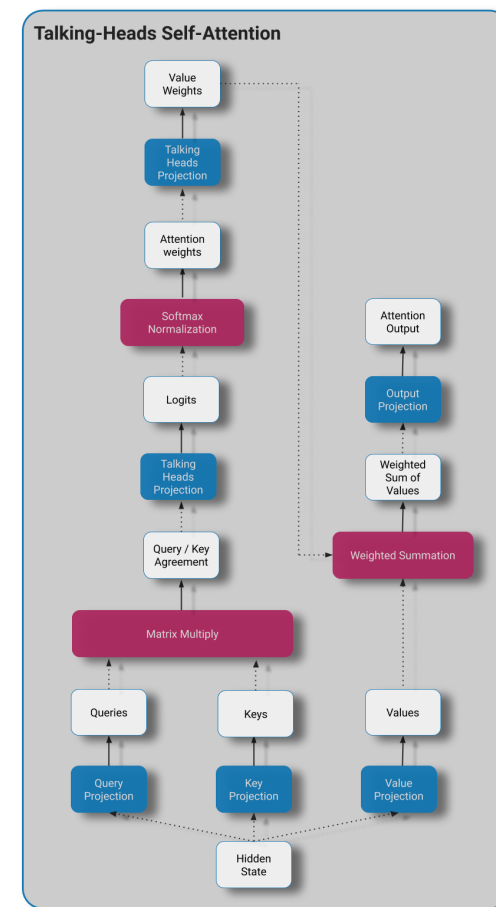 Talking-Heads Self-Attention
Value
Weights
Talking
Heads
Projection
Attention
weights
Softmax
Normalization
Attention
Output
Logits
Output
Projection
Talking
Heads
Projection
Weighted
Sum of
Values
Query / Key
Agreement
Weighted Summation
Matrix Multiply
Queries
Keys
Values
Query
Projection
Key
Projection
Value
Projection
Hidden
State